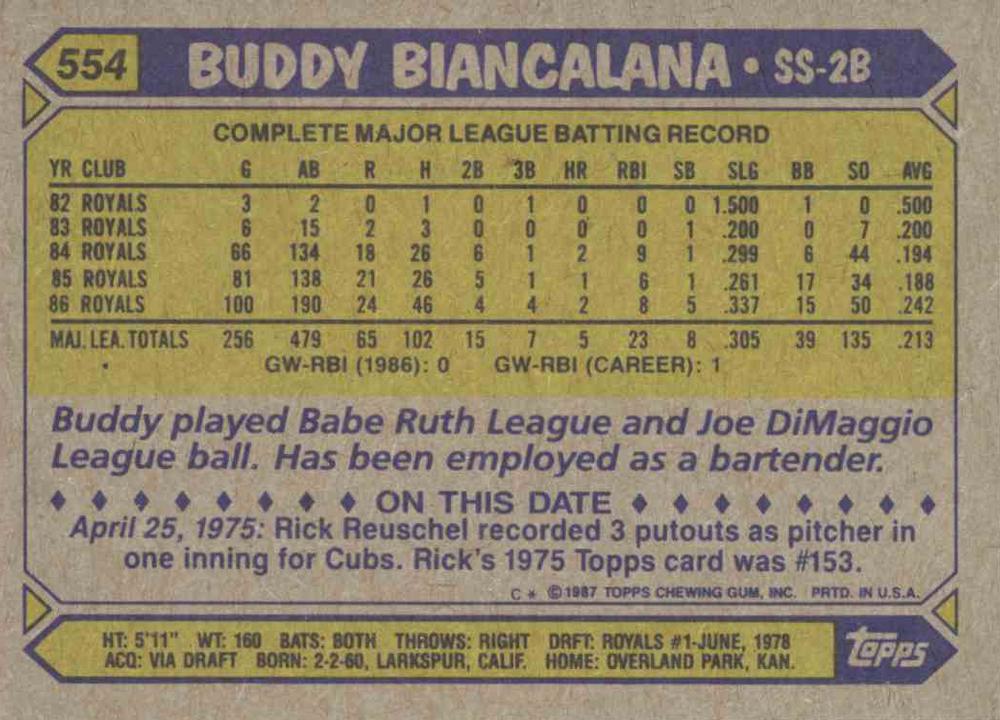 554 BUDDY BIANCALANA • SS-2B
COMPLETE MAJOR LEAGUE BATTING RECORD
YR CLUB G AB R H 2B 3B HR RBI SB SLG BB SO AVG
82 ROYALS 3 2 0 1 0 1 0 0 0 1.500 1 0 .500
83 ROYALS 6 15 2 3 0 0 0 0 1 .200 0 7 .200
84 ROYALS 66 134 18 26 6 1 2 9 1 .299 6 44 .194
85 ROYALS 81 138 21 26 5 1 1 6 1 .261 17 34 .188
86 ROYALS 100 190 24 46 4 4 2 8 5 .337 15 50 .242
MAJ. LEA. TOTALS 256 479 65 102 15 7 5 23 8 .305 39 135 .213
GW-RBI (1986): 0 GW-RBI (CAREER): 1
Buddy played Babe Ruth League and Joe DiMaggio
League ball. Has been employed as a bartender.
♦ ♦ ♦ ♦ ♦ ♦ ♦ ♦ ON THIS DATE ♦ ♦ ♦ ♦ ♦ ♦ ♦ ♦
April 25, 1975: Rick Reuschel recorded 3 putouts as pitcher in
one inning for Cubs. Rick's 1975 Topps card was #153.
C * © 1987 TOPPS CHEWING GUM, INC. PRTD. IN U.S.A.
HT: 5'11" WT: 160 BATS: BOTH THROWS: RIGHT DRFT: ROYALS #1-JUNE, 1978
ACQ: VIA DRAFT BORN: 2-2-60, LARKSPUR, CALIF. HOME: OVERLAND PARK, KAN.
Topps